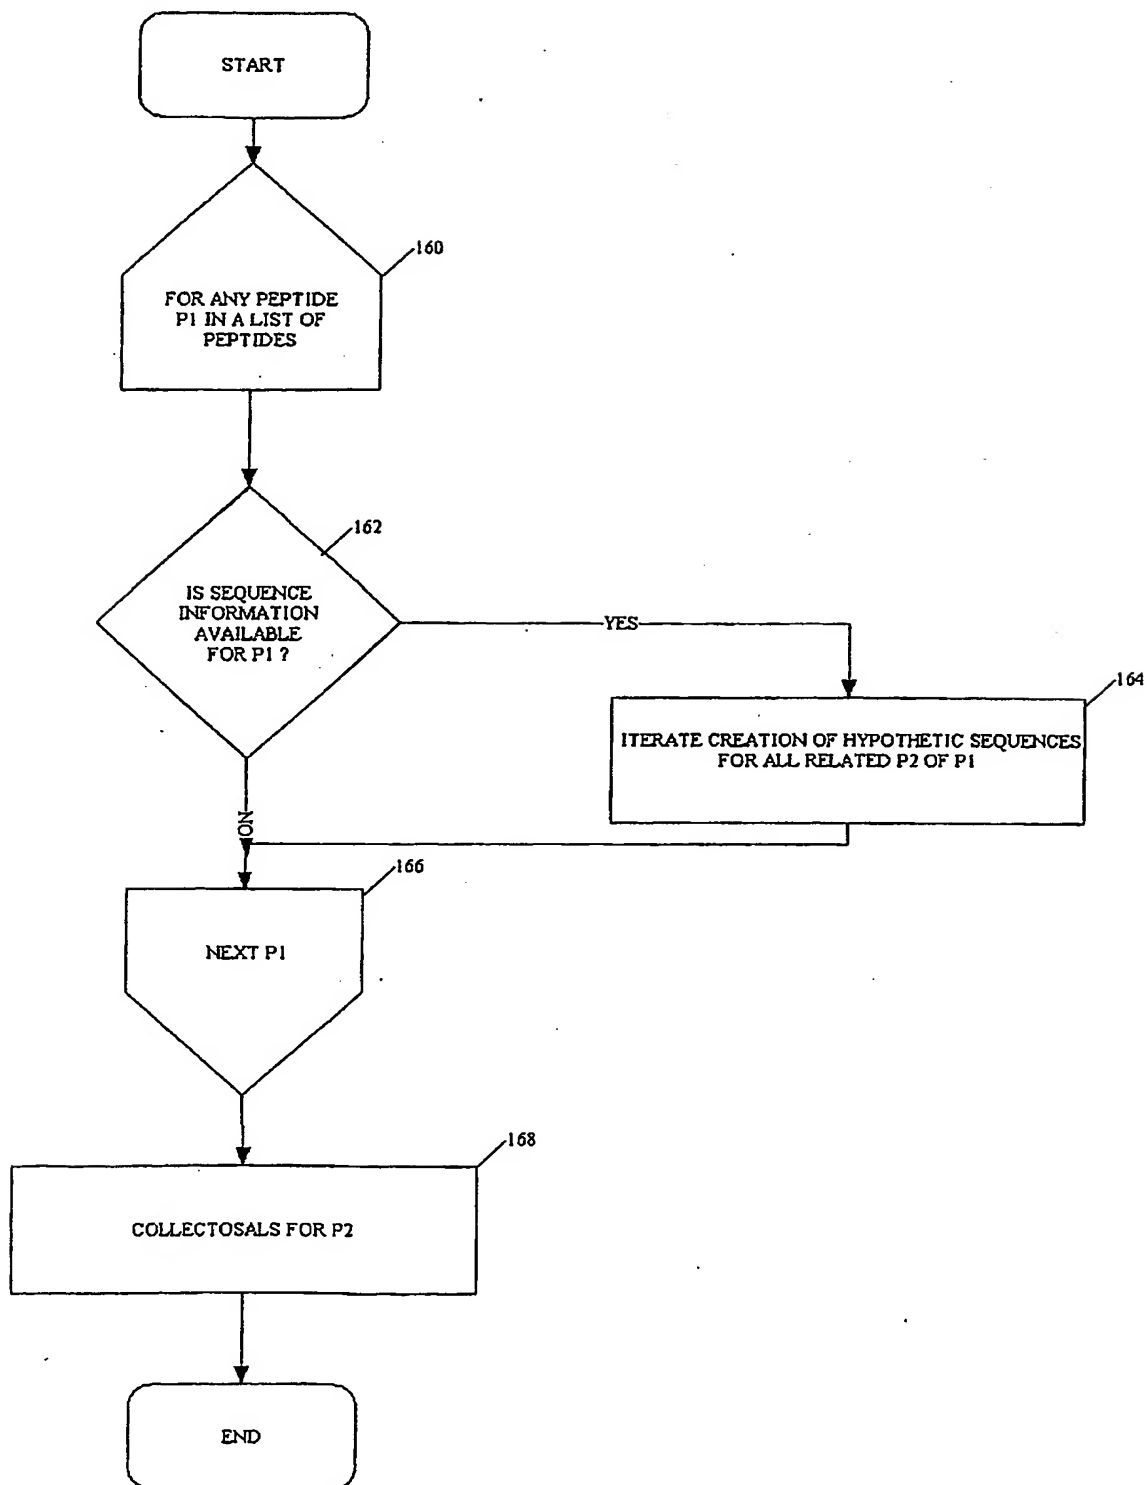 START
160
FOR ANY PEPTIDE
P1 IN A LIST OF
PEPTIDES
162
IS SEQUENCE
INFORMATION
AVAILABLE
FOR P1 ?
YES
164
ITERATE CREATION OF HYPOTHETIC SEQUENCES
FOR ALL RELATED P2 OF P1
NO
166
NEXT P1
168
COLLECTOSALS FOR P2
END